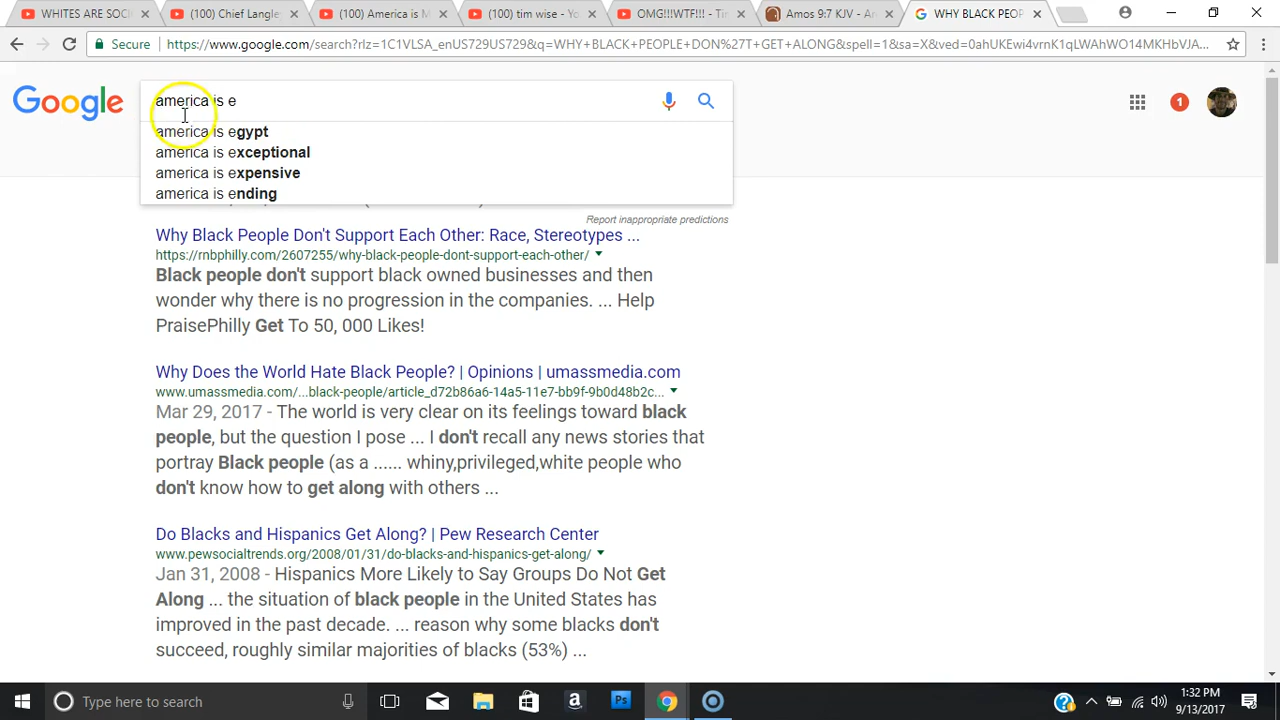 WHITES ARE SOCI
(100) Chief Langle
(100) America is M
(100) tim wise - Yo
OMG!!!WTF!!! - Tim
Amos 9:7 KJV - An
WHY BLACK PEOP
Secure
https://www.google.com/search?rlz=1C1VLSA_enUS729US729&q=WHY+BLACK+PEOPLE+DON%27T+GET+ALONG&spell=1&sa=X&ved=0ahUKEwi4vrnK1qLWAhWO14MKHbVJA...
Google
america is e
1
america is egypt
america is exceptional
america is expensive
america is ending
Report inappropriate predictions
Why Black People Don't Support Each Other: Race, Stereotypes ...
https://rnbphilly.com/2607255/why-black-people-dont-support-each-other/
Black people don't support black owned businesses and then
wonder why there is no progression in the companies. ... Help
PraisePhilly Get To 50, 000 Likes!
Why Does the World Hate Black People? | Opinions | umassmedia.com
www.umassmedia.com/...black-people/article_d72b86a6-14a5-11e7-bb9f-9b0d48b2c...
Mar 29, 2017 - The world is very clear on its feelings toward black
people, but the question I pose ... I don't recall any news stories that
portray Black people (as a ...... whiny,privileged,white people who
don't know how to get along with others ...
Do Blacks and Hispanics Get Along? | Pew Research Center
www.pewsocialtrends.org/2008/01/31/do-blacks-and-hispanics-get-along/
Jan 31, 2008 - Hispanics More Likely to Say Groups Do Not Get
Along ... the situation of black people in the United States has
improved in the past decade. ... reason why some blacks don't
succeed, roughly similar majorities of blacks (53%) ...
Type here to search
a
Ps
1:32 PM
9/13/2017